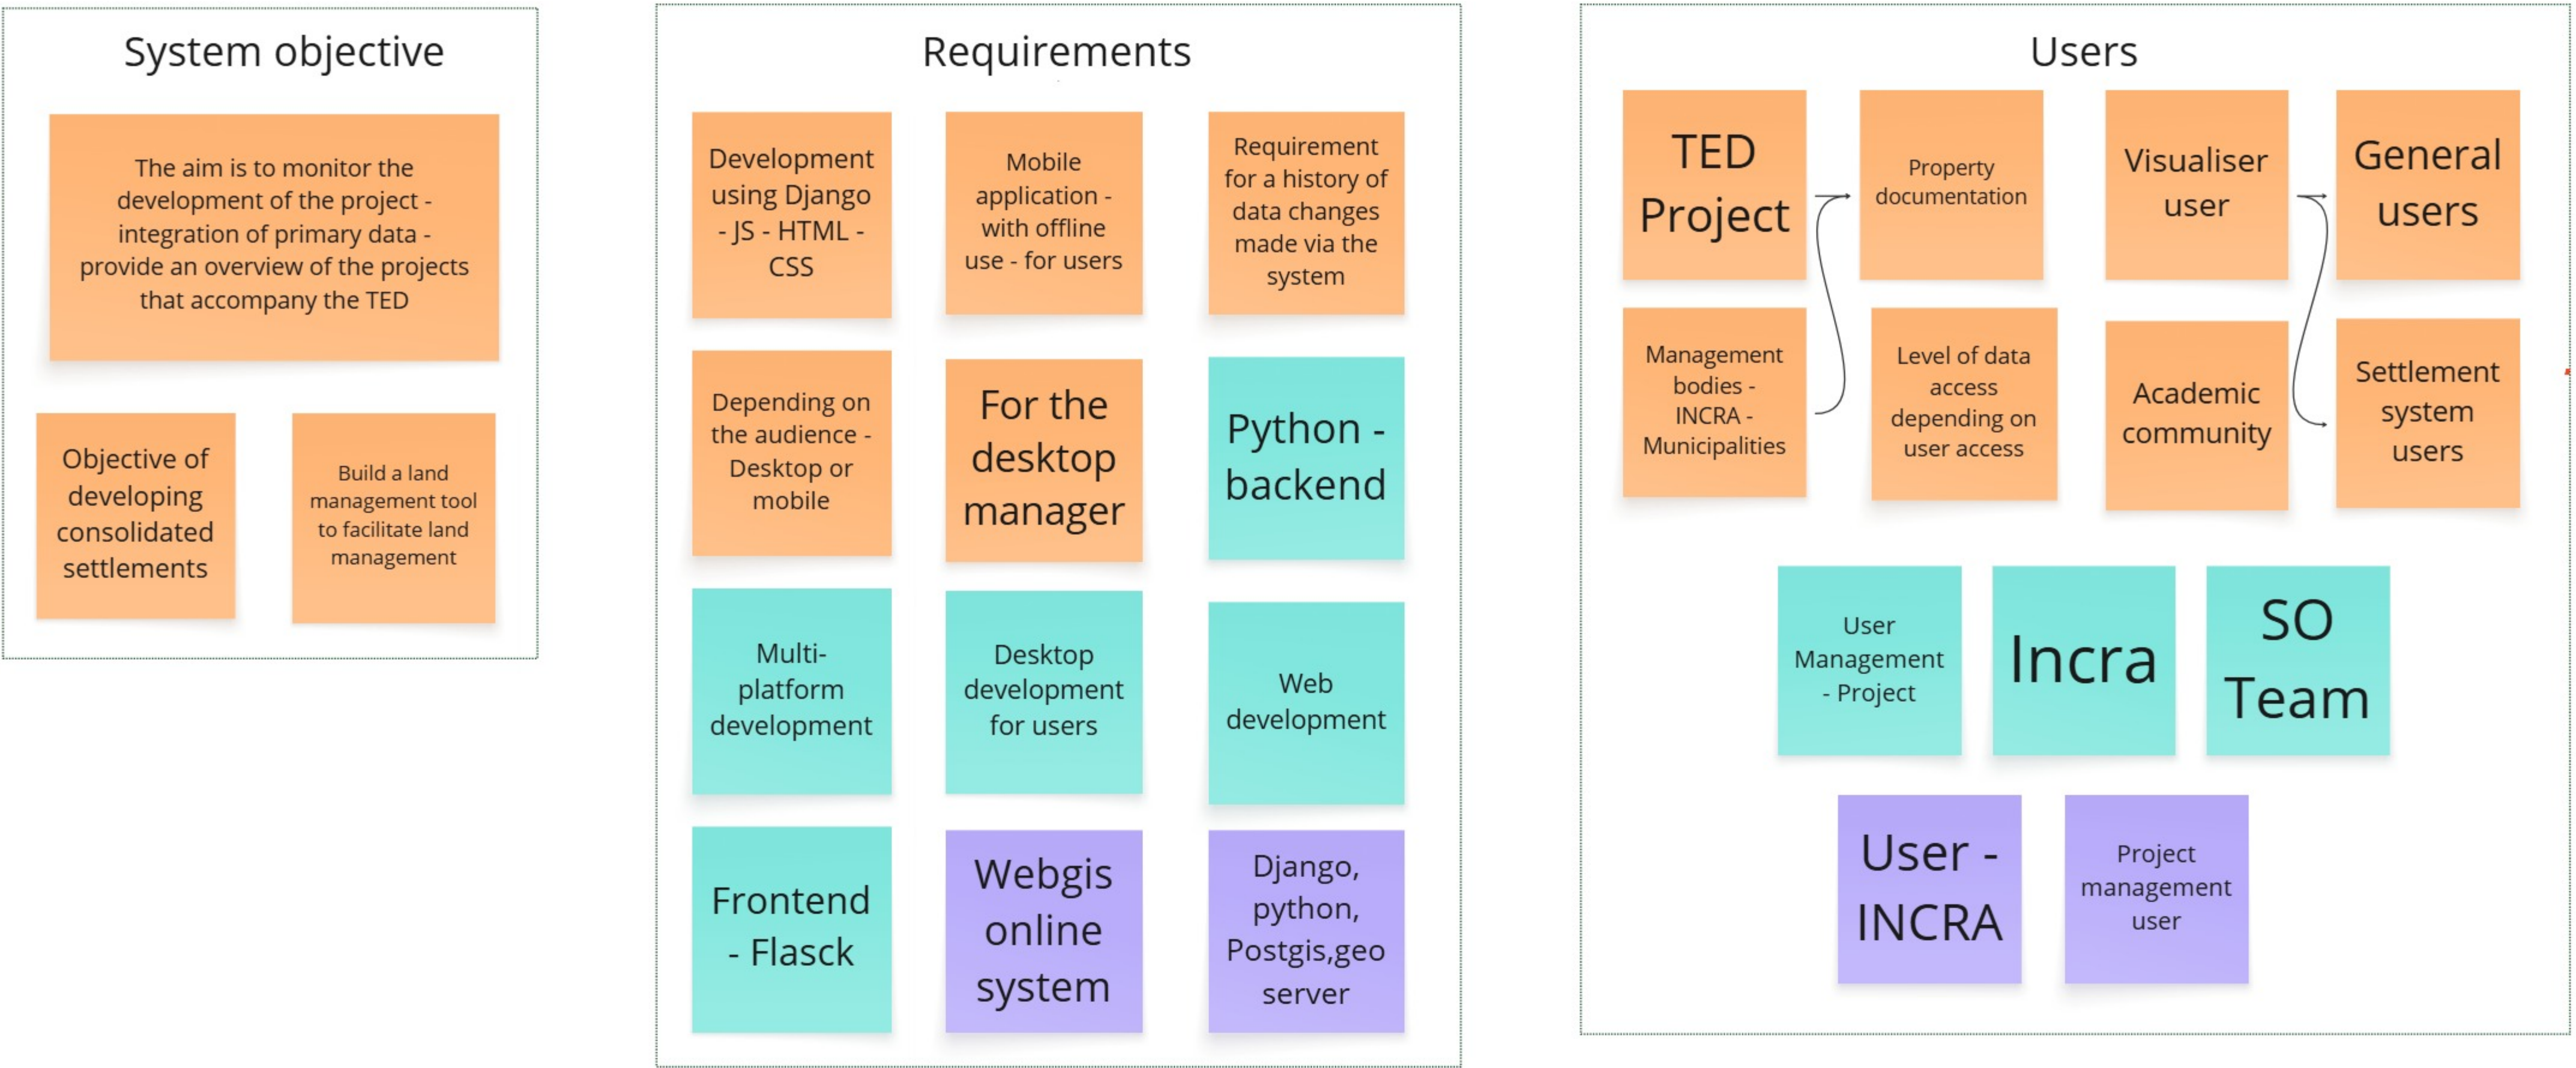 System objective
The aim is to monitor the
development of the project -
integration of primary data -
provide an overview of the projects
that accompany the TED
Objective of
developing
consolidated
settlements
Build a land
management tool
to facilitate land
management
Requirements
Development
using Django
- JS - HTML -
CSS
Mobile
application -
with offline
use - for users
Requirement
for a history of
data changes
made via the
system
Depending on
the audience -
Desktop or
mobile
For the
desktop
manager
Python -
backend
Multi-
platform
development
Desktop
development
for users
Web
development
Frontend
- Flasck
Webgis
online
system
Django,
python,
Postgis,geo
server
Users
TED
Project
Property
documentation
Visualiser
user
General
users
Management
bodies -
INCRA -
Municipalities
Level of data
access
depending on
user access
Academic
community
Settlement
system
users
User
Management
- Project
Incra
SO
Team
User -
INCRA
Project
management
user